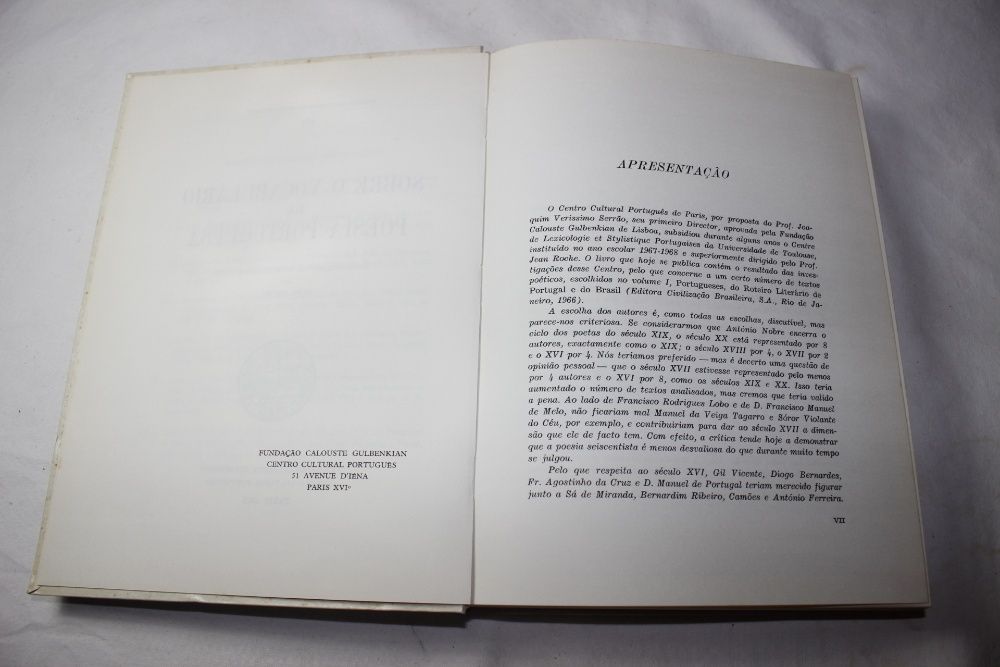 FUNDAÇÃO CALOUSTE GULBENKIAN
CENTRO CULTURAL PORTUGUÊS
51 AVENUE D'IÉNA
PARIS XVIº
APRESENTAÇÃO
O Centro Cultural Português de Paris, por proposta do Prof. Joa-
quim Veríssimo Serrão, seu primeiro Director, aprovada pela Fundação
Calouste Gulbenkian de Lisboa, subsidiou durante alguns anos o Centre
de Lexicologie et Stylistique Portugaises da Universidade de Toulouse,
instituído no ano escolar 1967-1968 e superiormente dirigido pelo Prof.
Jean Roche. O livro que hoje se publica contém o resultado das inves-
tigações desse Centro, pelo que concerne a um certo número de textos
poéticos, escolhidos no volume I, Portugueses, do Roteiro Literário de
Portugal e do Brasil (Editora Civilização Brasileira, S.A., Rio de Ja-
neiro, 1966).
A escolha dos autores é, como todas as escolhas, discutível, mas
parece-nos criteriosa. Se considerarmos que António Nobre encerra o
ciclo dos poetas do século XIX, o século XX está representado por 8
autores, exactamente como o XIX; o século XVIII por 4, o XVII por 2
e o XVI por 4. Nós teríamos preferido — mas é decerto uma questão de
opinião pessoal — que o século XVII estivesse representado pelo menos
por 4 autores e o XVI por 8, como os séculos XIX e XX. Isso teria
aumentado o número de textos analisados, mas cremos que teria valido
a pena. Ao lado de Francisco Rodrigues Lobo e de D. Francisco Manuel
de Melo, não ficariam mal Manuel da Veiga Tagarro e Sóror Violante
do Céu, por exemplo, e contribuiriam para dar ao século XVII a dimen-
são que ele de facto tem. Com efeito, a crítica tende hoje a demonstrar
que a poesia seiscentista é menos desvaliosa do que durante muito tempo
se julgou.
Pelo que respeita ao século XVI, Gil Vicente, Diogo Bernardes,
Fr. Agostinho da Cruz e D. Manuel de Portugal teriam merecido figurar
junto a Sá de Miranda, Bernardim Ribeiro, Camões e António Ferreira.
VII